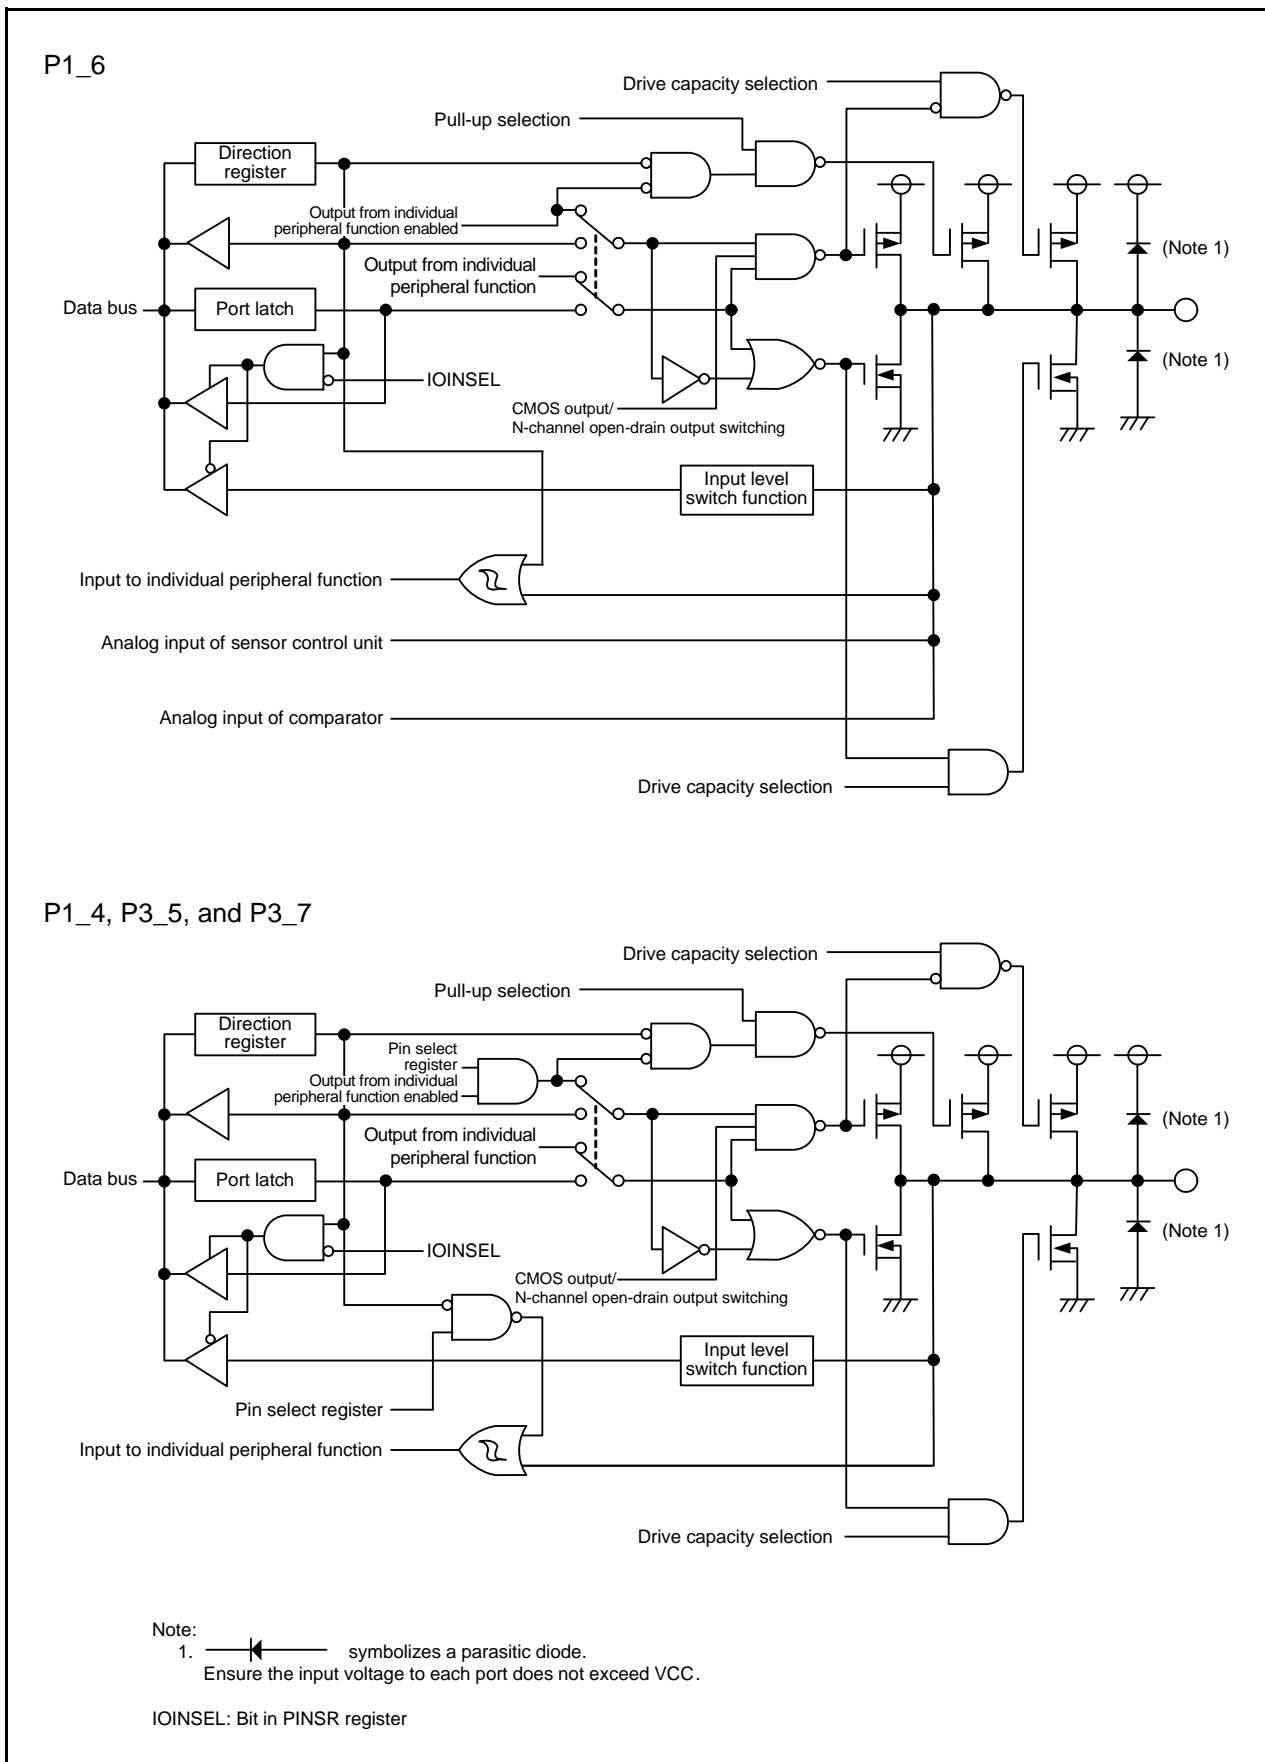 P1_6
Drive capacity selection
Pull-up selection
Direction
register
Output from individual
peripheral function enabled
(Note 1)
Output from individual
peripheral function
Data bus
Port latch
(Note 1)
IOINSEL
CMOS output/
N-channel open-drain output switching
Input level
switch function
Input to individual peripheral function
Analog input of sensor control unit
Analog input of comparator
Drive capacity selection
P1_4, P3_5, and P3_7
Drive capacity selection
Pull-up selection
Direction
register
Pin select
register
Output from individual
peripheral function enabled
(Note 1)
Output from individual
peripheral function
Data bus
Port latch
(Note 1)
IOINSEL
CMOS output/
N-channel open-drain output switching
Input level
switch function
Pin select register
Input to individual peripheral function
Drive capacity selection
Note:
1. symbolizes a parasitic diode.
Ensure the input voltage to each port does not exceed VCC.
IOINSEL: Bit in PINSR register